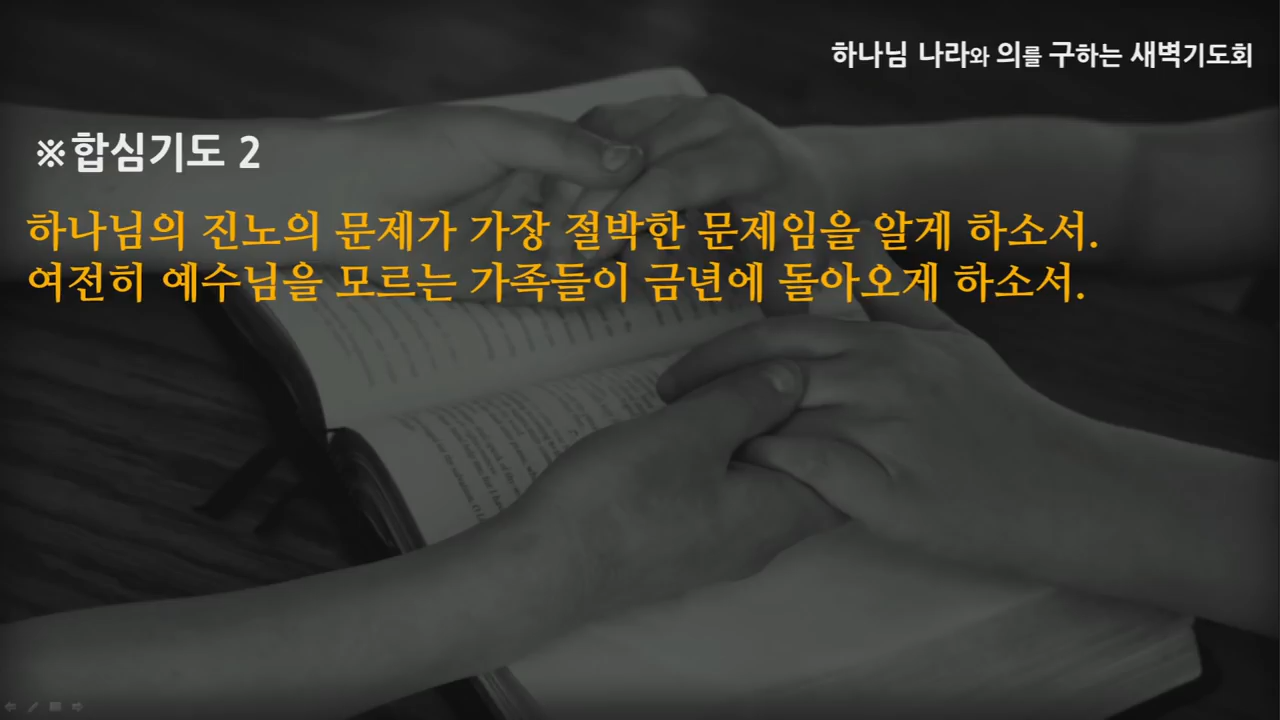 하나님 나라와 의를 구하는 새벽기도회
※합심기도 2
하나님의 진노의 문제가 가장 절박한 문제임을 알게 하소서.
여전히 예수님을 모르는 가족들이 금년에 돌아오게 하소서.